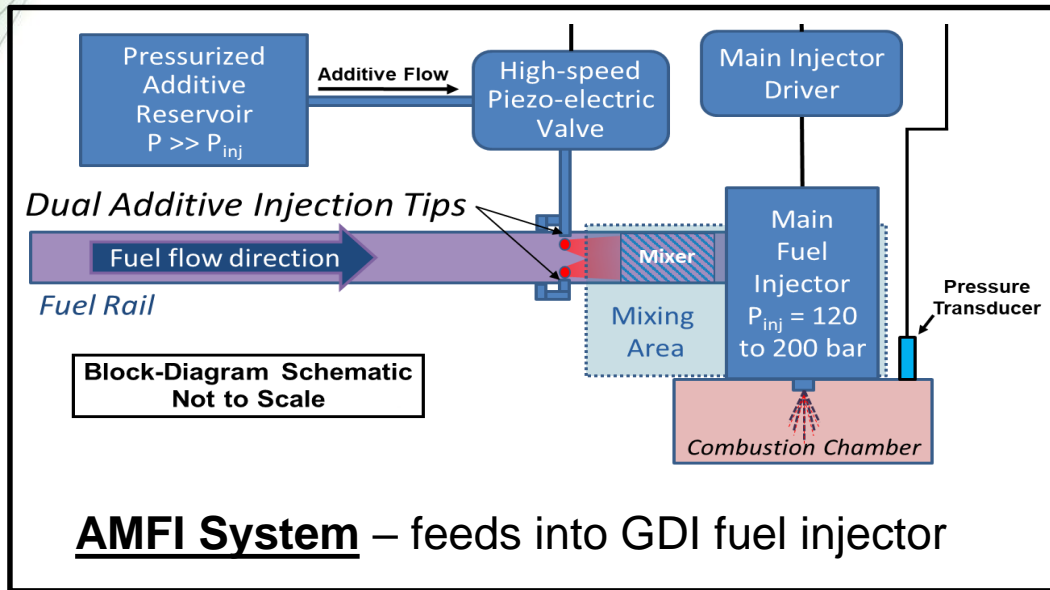 Pressurized
Additive
Reservoir
P >> Pinj
Additive Flow
High-speed
Piezo-electric
Valve
Main Injector
Driver
Dual Additive Injection Tips
Fuel flow direction
Mixer
Fuel Rail
Mixing
Area
Main
Fuel
Injector
Pinj = 120
to 200 bar
Pressure
Transducer
Block-Diagram Schematic
Not to Scale
Combustion Chamber
AMFI System – feeds into GDI fuel injector